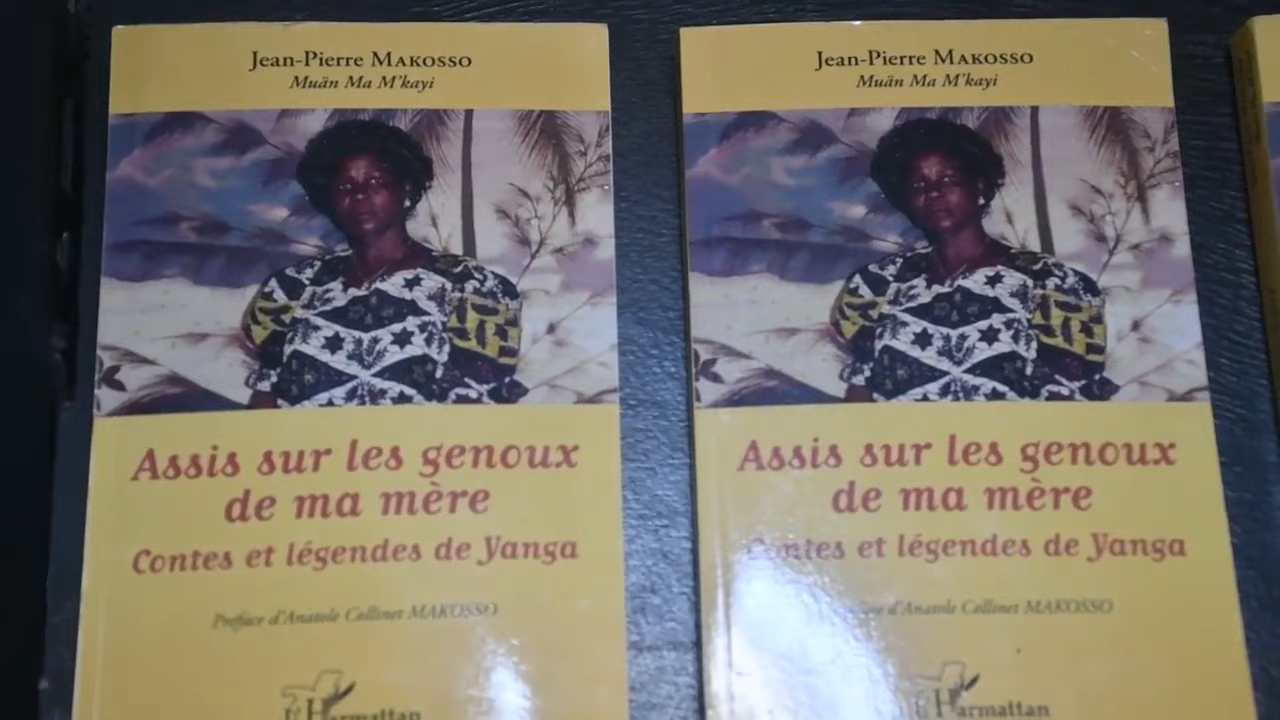 Jean-Pierre MAKOSSO
Muän Ma M'kayi
Assis sur les genoux
de ma mère
Contes et légendes de Yanga
Préface d'Anatole Collinet MAKOSSO
L'Harmattan
Jean-Pierre MAKOSSO
Muän Ma M'kayi
Assis sur les genoux
de ma mère
Contes et légendes de Yanga
d'Anatole Collinet MAKOSSO
L'Harmattan